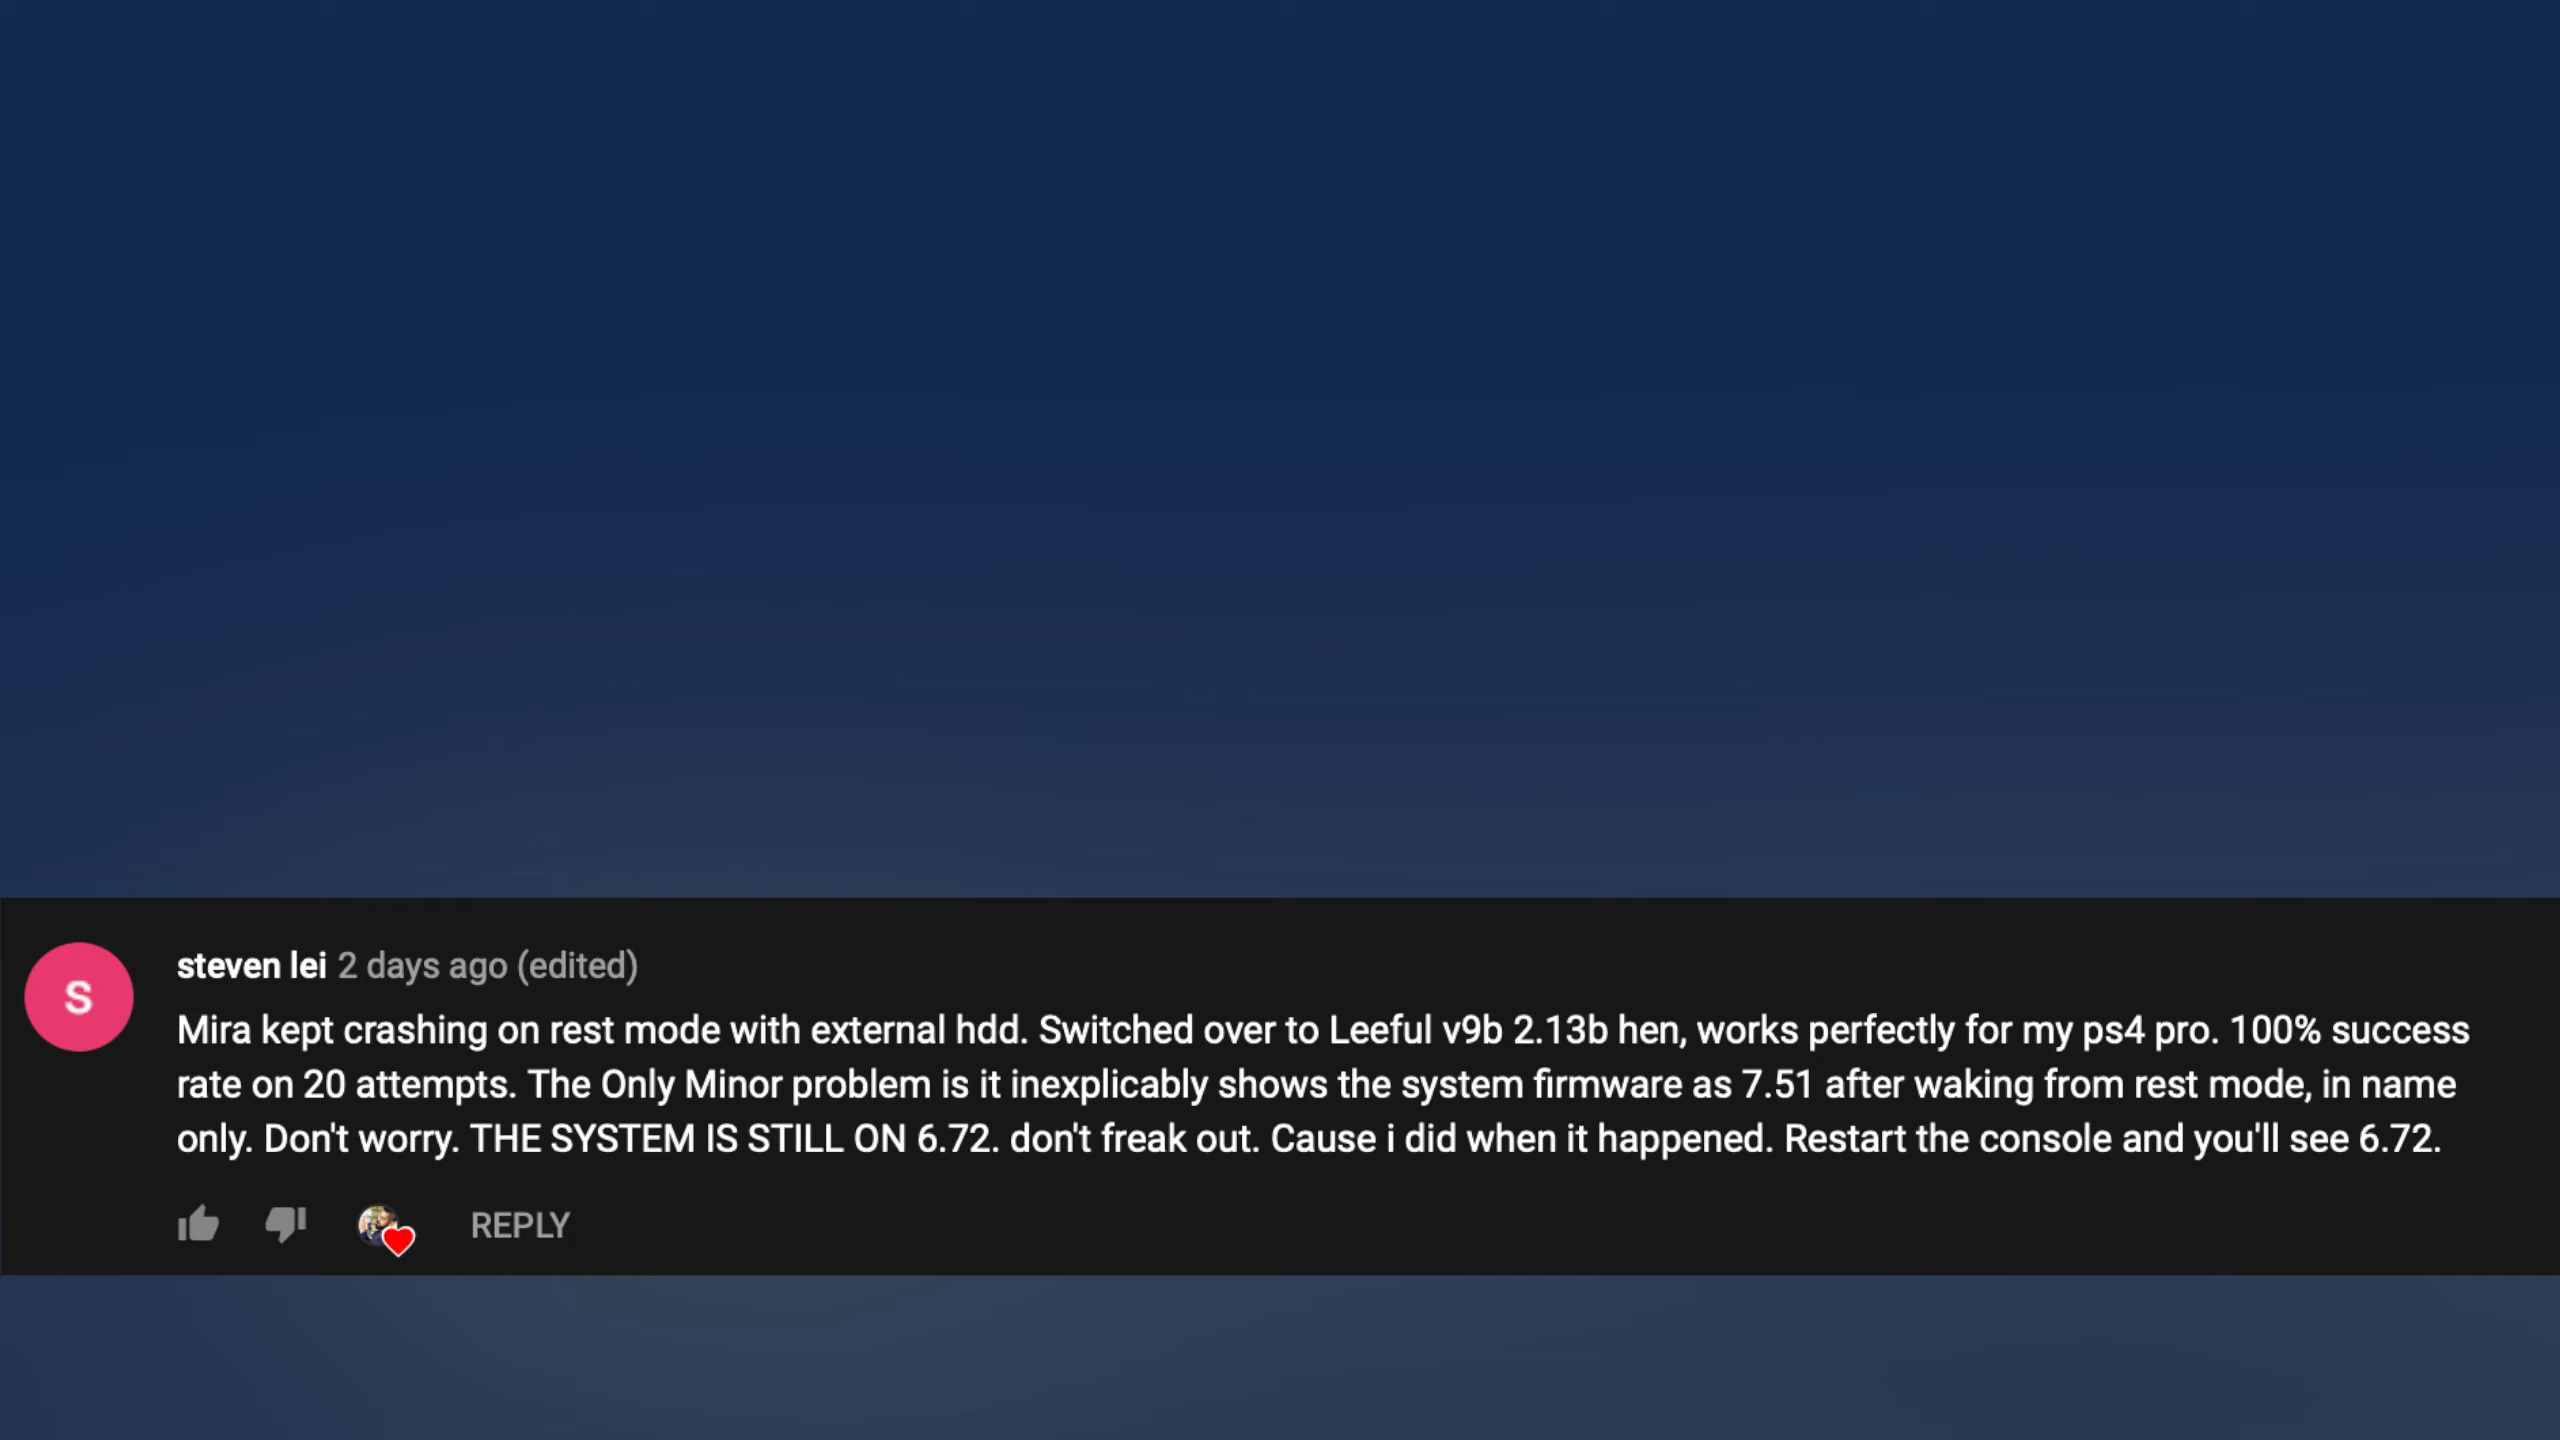 S
steven lei 2 days ago (edited)
Mira kept crashing on rest mode with external hdd. Switched over to Leeful v9b 2.13b hen, works perfectly for my ps4 pro. 100% success
rate on 20 attempts. The Only Minor problem is it inexplicably shows the system firmware as 7.51 after waking from rest mode, in name
only. Don't worry. THE SYSTEM IS STILL ON 6.72. don't freak out. Cause i did when it happened. Restart the console and you'll see 6.72.
REPLY